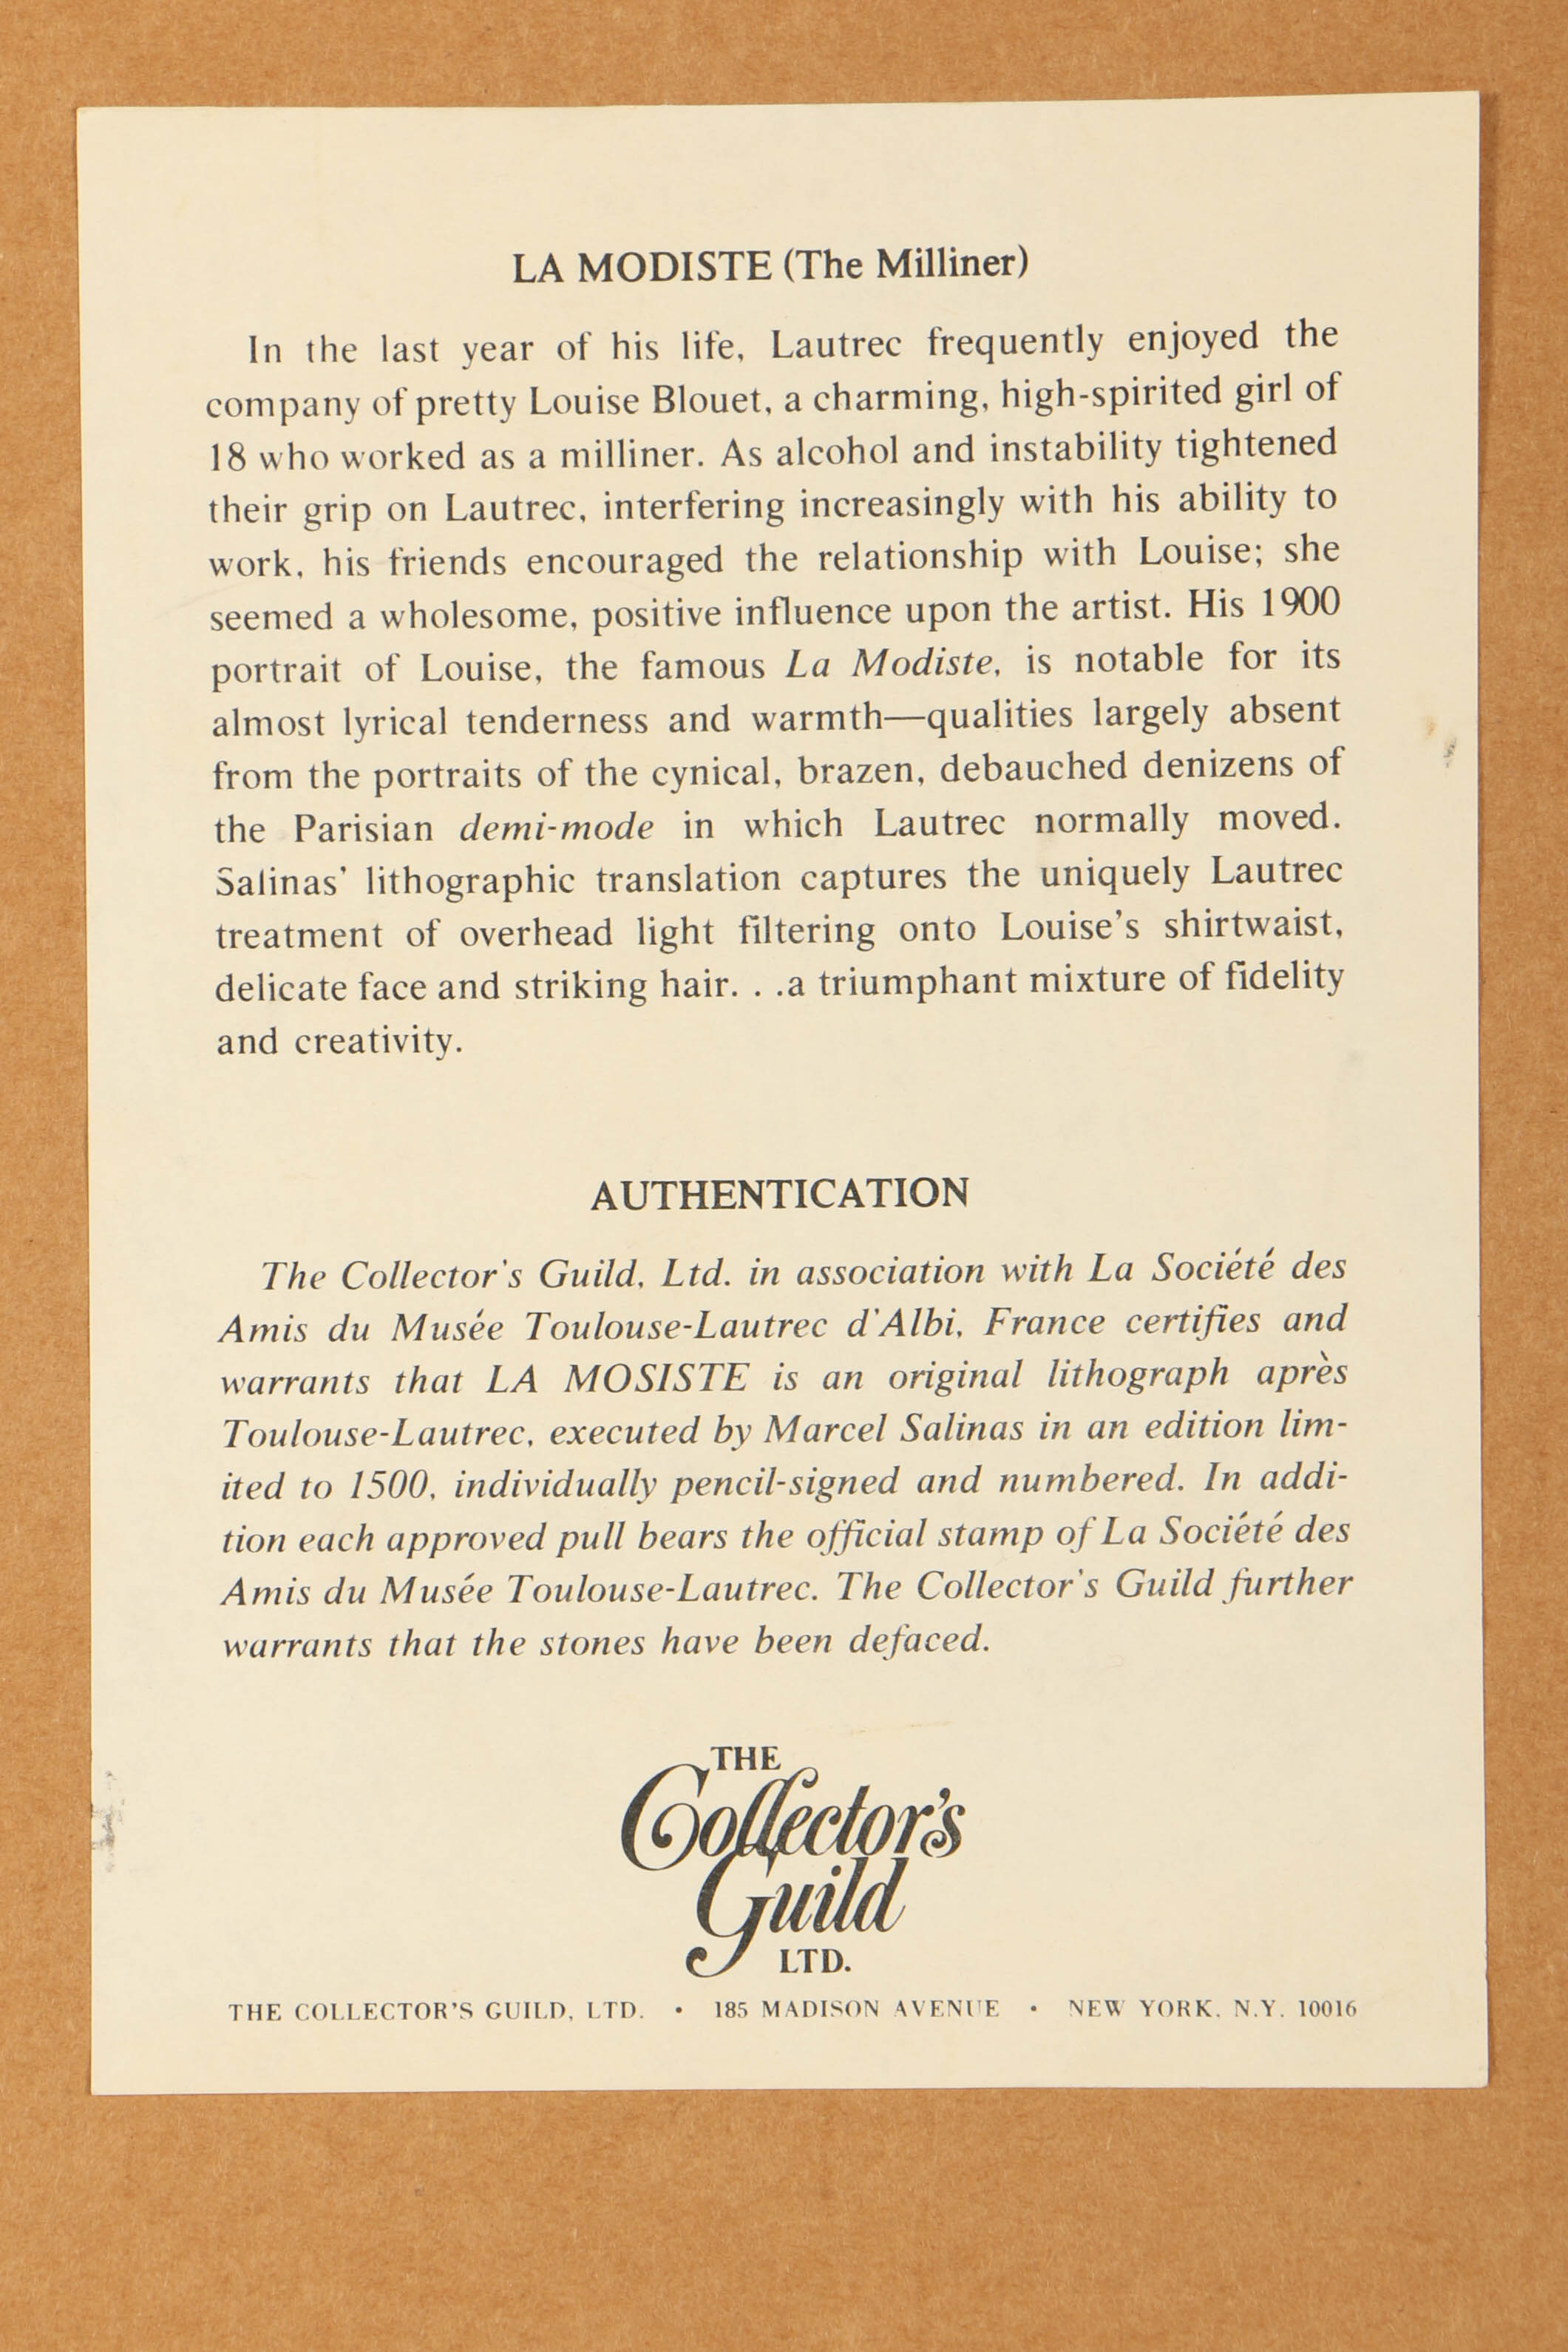 LA MODISTE (The Milliner)
In the last year of his life, Lautrec frequently enjoyed the
company of pretty Louise Blouet, a charming, high-spirited girl of
18 who worked as a milliner. As alcohol and instability tightened
their grip on Lautrec, interfering increasingly with his ability to
work, his friends encouraged the relationship with Louise; she
seemed a wholesome, positive influence upon the artist. His 1900
portrait of Louise, the famous La Modiste, is notable for its
almost lyrical tenderness and warmth—qualities largely absent
from the portraits of the cynical, brazen, debauched denizens of
the Parisian demi-mode in which Lautrec normally moved.
Salinas' lithographic translation captures the uniquely Lautrec
treatment of overhead light filtering onto Louise's shirtwaist,
delicate face and striking hair. . .a triumphant mixture of fidelity
and creativity.
AUTHENTICATION
The Collector's Guild, Ltd. in association with La Société des
Amis du Musée Toulouse-Lautrec d'Albi, France certifies and
warrants that LA MOSISTE is an original lithograph après
Toulouse-Lautrec, executed by Marcel Salinas in an edition lim-
ited to 1500, individually pencil-signed and numbered. In addi-
tion each approved pull bears the official stamp of La Société des
Amis du Musée Toulouse-Lautrec. The Collector's Guild further
warrants that the stones have been defaced.
THE
Collector's
Guild
LTD.
THE COLLECTOR'S GUILD, LTD. • 185 MADISON AVENUE • NEW YORK, N.Y. 10016